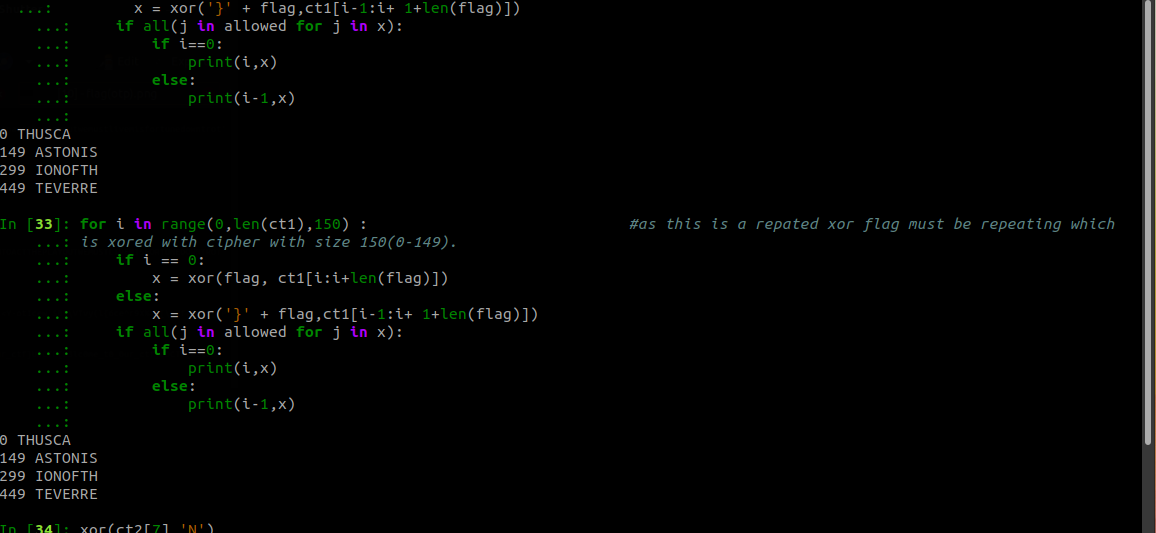 ...:       x = xor('}' + flag,ct1[i-1:i+ 1+len(flag)])
...:     if all(j in allowed for j in x):
...:         if i==0:
...:             print(i,x)
...:         else:
...:             print(i-1,x)
...:
0 THUSCA
149 ASTONIS
299 IONOFTH
449 TEVERRE
In [33]: for i in range(0,len(ct1),150) :                             #as this is a repated xor flag must be repeating which
...: is xored with cipher with size 150(0-149).
...:     if i == 0:
...:         x = xor(flag, ct1[i:i+len(flag)])
...:     else:
...:         x = xor('}' + flag,ct1[i-1:i+ 1+len(flag)])
...:     if all(j in allowed for j in x):
...:         if i==0:
...:             print(i,x)
...:         else:
...:             print(i-1,x)
...:
0 THUSCA
149 ASTONIS
299 IONOFTH
449 TEVERRE
In [34]: xor(ct2[7],'N')